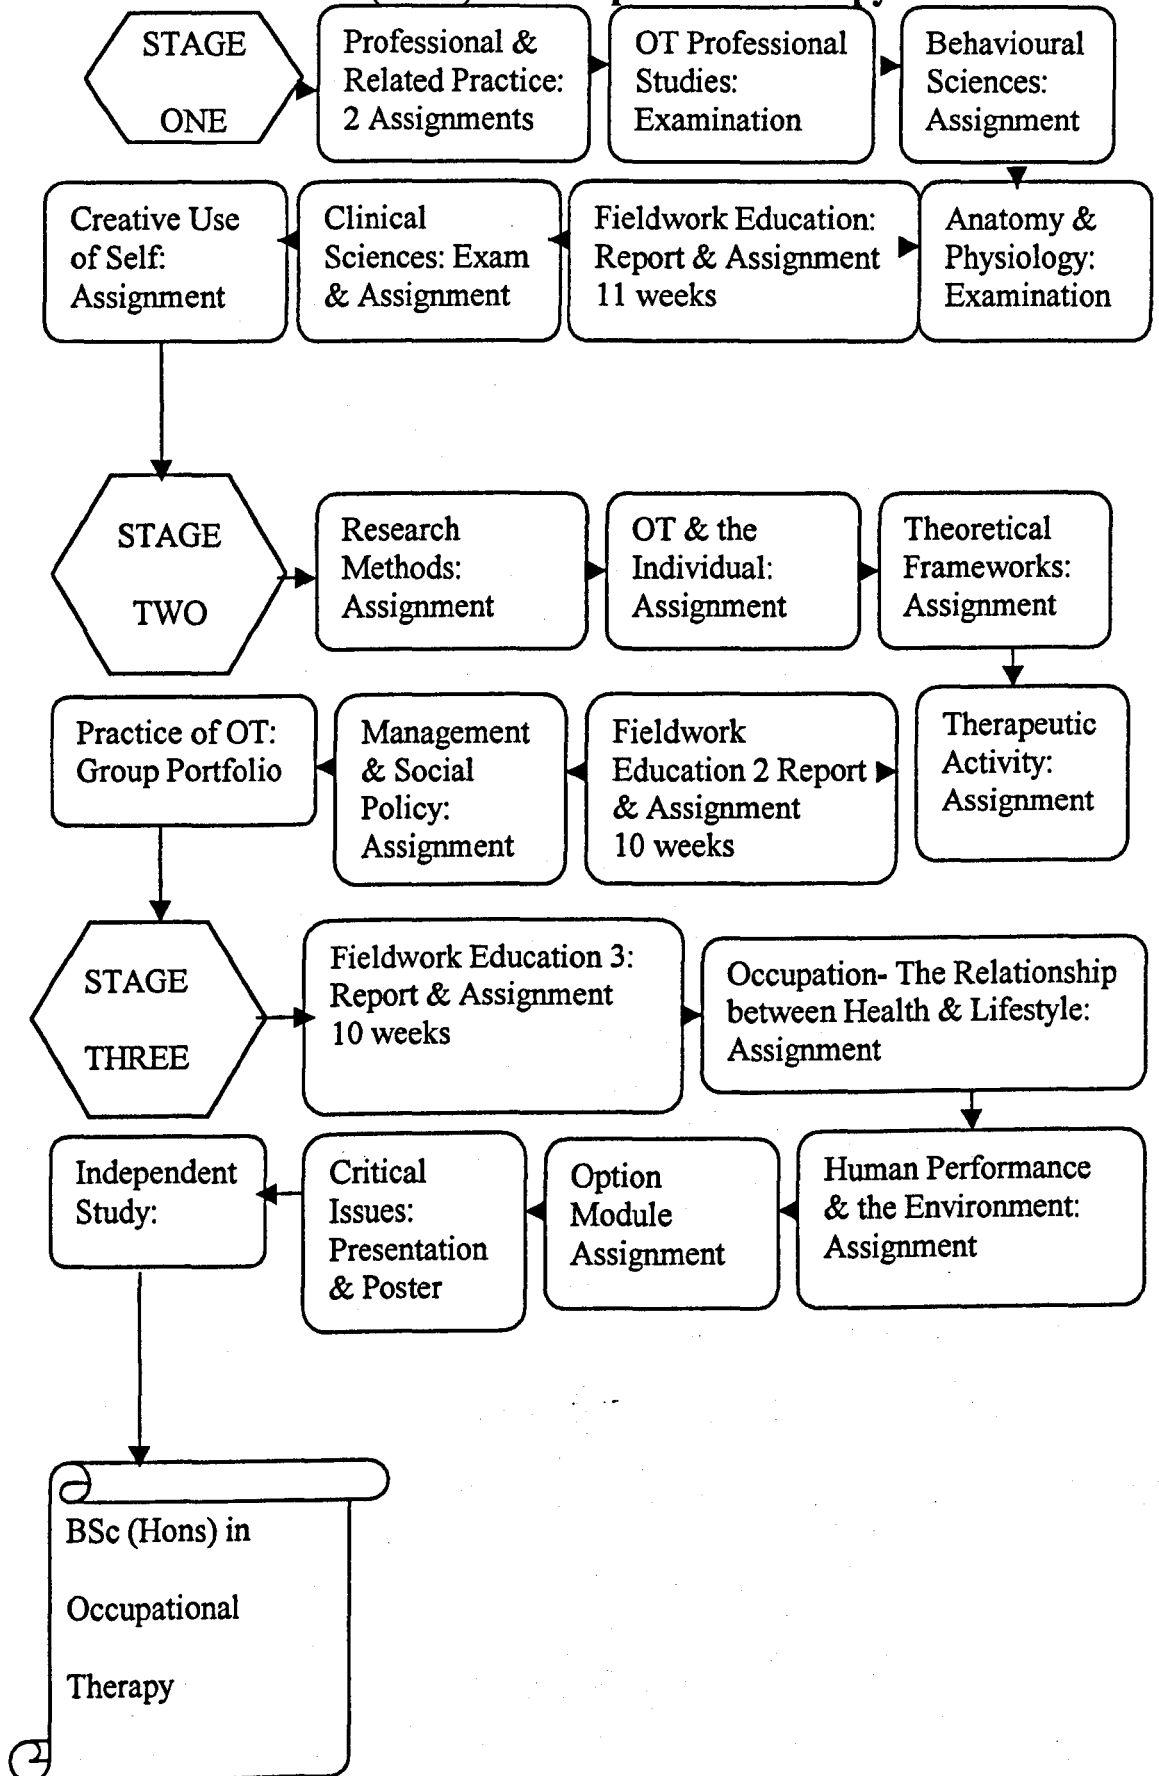 STAGE
ONE
Professional &
Related Practice:
2 Assignments
OT Professional
Studies:
Examination
Behavioural
Sciences:
Assignment
Creative Use
of Self:
Assignment
Clinical
Sciences: Exam
& Assignment
Fieldwork Education:
Report & Assignment
11 weeks
Anatomy &
Physiology:
Examination
STAGE
TWO
Research
Methods:
Assignment
OT & the
Individual:
Assignment
Theoretical
Frameworks:
Assignment
Practice of OT:
Group Portfolio
Management
& Social
Policy:
Assignment
Fieldwork
Education 2 Report
& Assignment
10 weeks
Therapeutic
Activity:
Assignment
STAGE
THREE
Fieldwork Education 3:
Report & Assignment
10 weeks
Occupation- The Relationship
between Health & Lifestyle:
Assignment
Independent
Study:
Critical
Issues:
Presentation
& Poster
Option
Module
Assignment
Human Performance
& the Environment:
Assignment
BSc (Hons) in
Occupational
Therapy